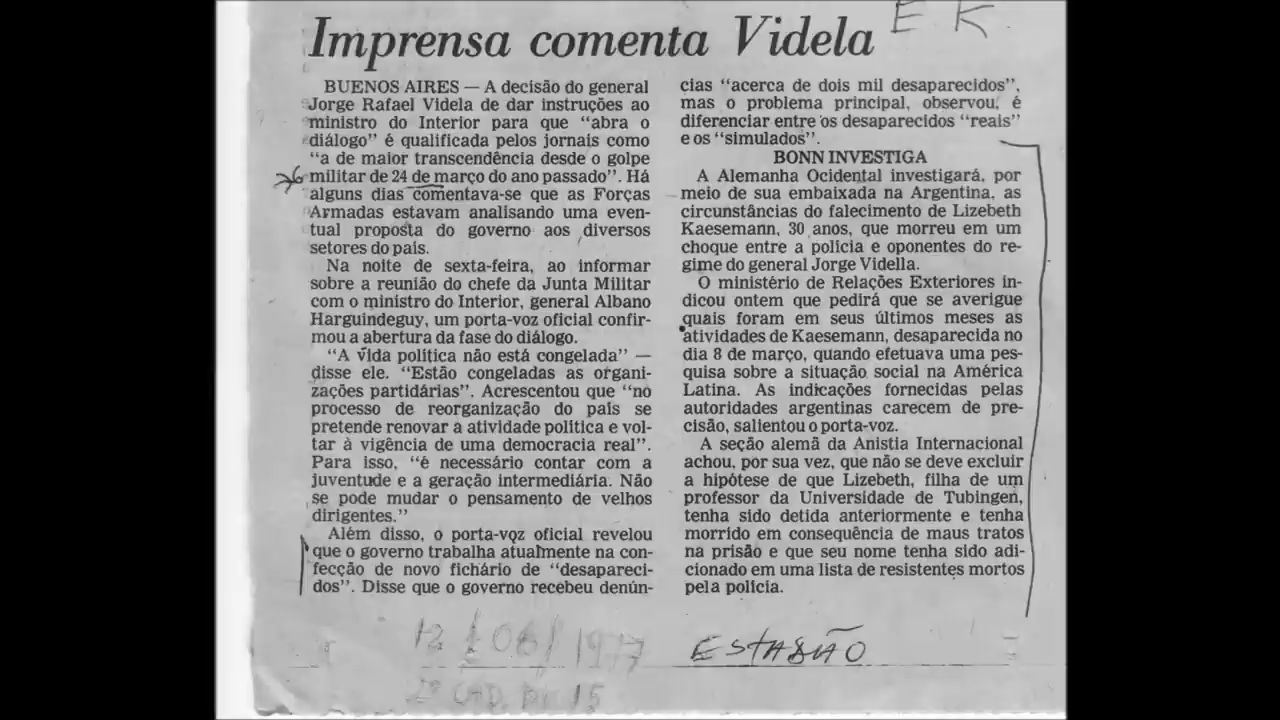 E K
Imprensa comenta Videla
BUENOS AIRES — A decisão do general
Jorge Rafael Videla de dar instruções ao
ministro do Interior para que "abra o
diálogo" é qualificada pelos jornais como
"a de maior transcendência desde o golpe
militar de 24 de março do ano passado". Há
alguns dias comentava-se que as Forças
Armadas estavam analisando uma even-
tual proposta do governo aos diversos
setores do país.
Na noite de sexta-feira, ao informar
sobre a reunião do chefe da Junta Militar
com o ministro do Interior, general Albano
Harguindeguy, um porta-voz oficial confir-
mou a abertura da fase do diálogo.
"A vida política não está congelada" —
disse ele. "Estão congeladas as organi-
zações partidárias". Acrescentou que "no
processo de reorganização do país se
pretende renovar a atividade política e vol-
tar à vigência de uma democracia real".
Para isso, "é necessário contar com a
juventude e a geração intermediária. Não
se pode mudar o pensamento de velhos
dirigentes."
Além disso, o porta-voz oficial revelou
que o governo trabalha atualmente na con-
fecção de novo fichário de "desapareci-
dos". Disse que o governo recebeu denún-
cias "acerca de dois mil desaparecidos",
mas o problema principal, observou, é
diferenciar entre os desaparecidos "reais"
e os "simulados".
BONN INVESTIGA
A Alemanha Ocidental investigará, por
meio de sua embaixada na Argentina, as
circunstâncias do falecimento de Lizebeth
Kaesemann, 30 anos, que morreu em um
choque entre a polícia e oponentes do re-
gime do general Jorge Vidella.
O ministério de Relações Exteriores in-
dicou ontem que pedirá que se averigue
quais foram em seus últimos meses as
atividades de Kaesemann, desaparecida no
dia 8 de março, quando efetuava uma pes-
quisa sobre a situação social na América
Latina. As indicações fornecidas pelas
autoridades argentinas carecem de pre-
cisão, salientou o porta-voz.
A seção alemã da Anistia Internacional
achou, por sua vez, que não se deve excluir
a hipótese de que Lizebeth, filha de um
professor da Universidade de Tubingen,
tenha sido detida anteriormente e tenha
morrido em consequência de maus tratos
na prisão e que seu nome tenha sido adi-
cionado em uma lista de resistentes mortos
pela polícia.
12 / 06 / 1977
ESTADÃO
15